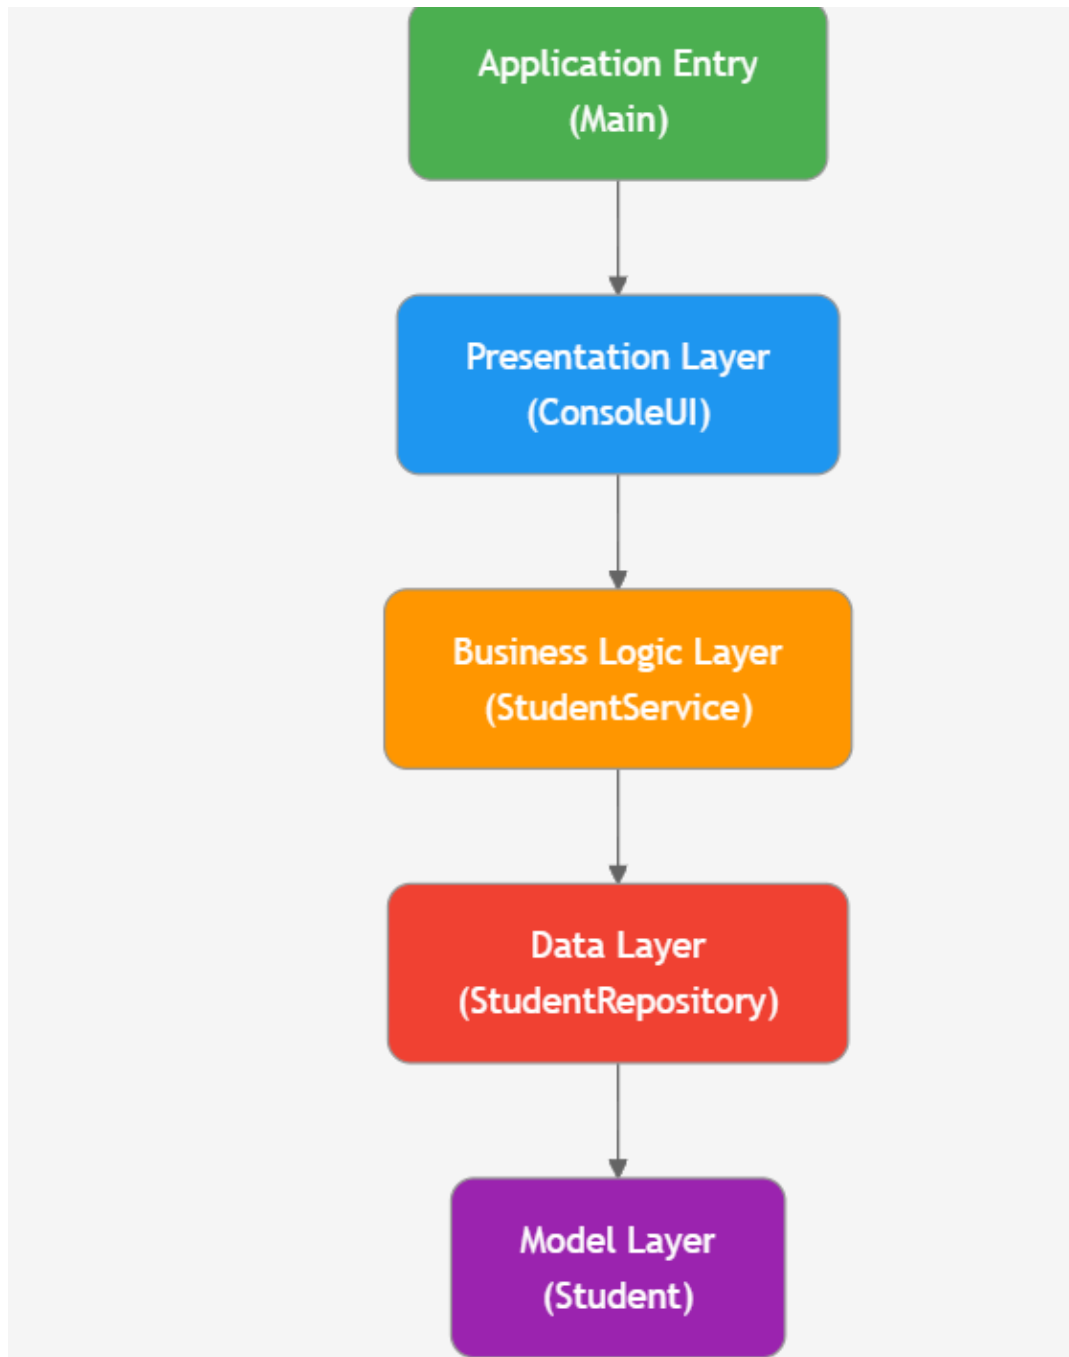 Application Entry
(Main)
Presentation Layer
(ConsoleUI)
Business Logic Layer
(StudentService)
Data Layer
(StudentRepository)
Model Layer
(Student)